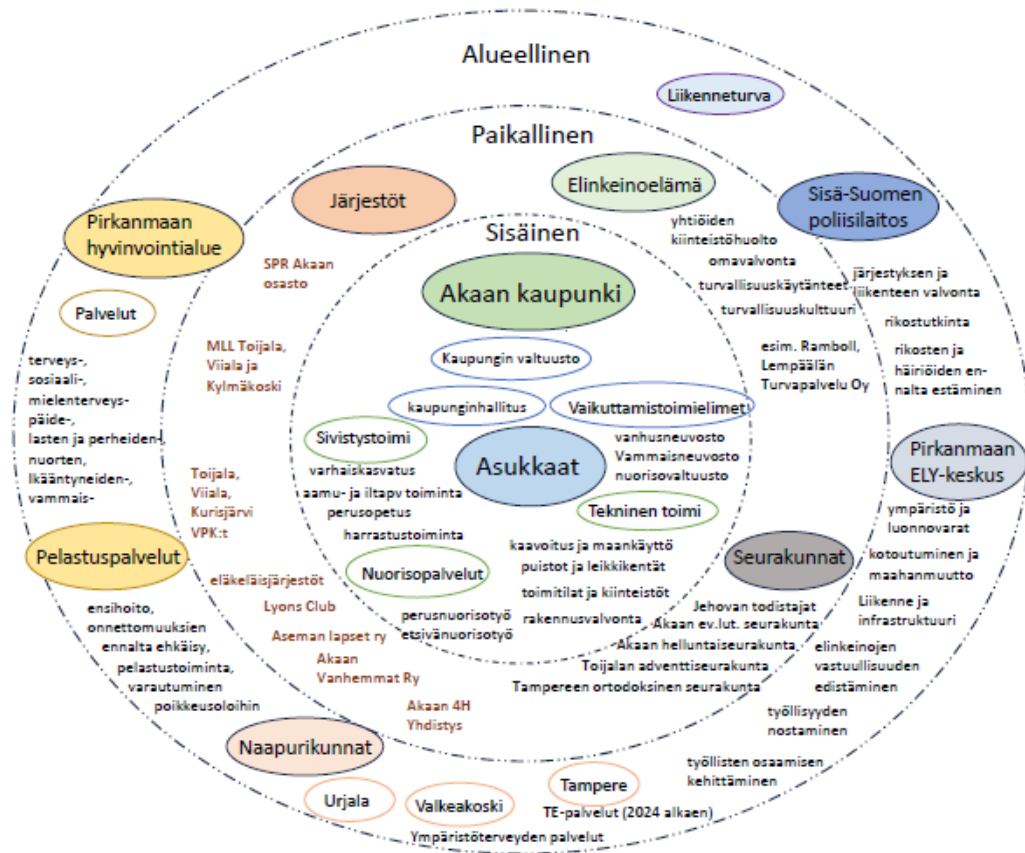 Alueellinen
Liikenneturva
Paikallinen
Järjestöt
Elinkeinoelämä
Sisä-Suomen
poliisilaitos
Pirkanmaan
hyvinvointialue
Sisäinen
yhtiöiden
kiinteistöhuolto
omavalvonta
turvallisuuskäytänteet
turvallisuuskulttuuri
esim. Ramboll,
Lempäälän
Turvapalvelu Oy
SPR Akaan
osasto
Akaan kaupunki
järjestyksen ja
liikenteen valvonta
rikostutkinta
rikosten ja
häiriöiden en-
nalta estäminen
Palvelut
terveys-,
sosiaali-,
mielenterveys-
päide-,
lasten ja perheiden-,
nuorten,
Ikääntyneiden-,
vammais-
MLL Toijala,
Viiala ja
Kylmäkoski
Kaupungin valtuusto
kaupunginhallitus
Vaikuttamistoimielimet
vanhusneuvosto
Vammaisneuvosto
nuorisovaltuusto
Sivistystoimi
varhaiskasvatus
aamu- ja iltapv toiminta
perusopetus
harrastustoiminta
Asukkaat
Pirkanmaan
ELY-keskus
ympäristö ja
luonnovarat
kotoutuminen ja
maahanmuutto
Liikenne ja
infrastruktuuri
elinkeinojen
vastuullisuuden
edistäminen
työllisyyden
nostaminen
työllisten osaamisen
kehittäminen
Toijala,
Viiala,
Kurisjärvi
VPK:t
Tekninen toimi
kaavoitus ja maankäyttö
puistot ja leikkikentät
toimitilat ja kiinteistöt
rakennusvalvonta
Pelastuspalvelut
ensihoito,
onnettomuuksien
ennalta ehkäisy,
pelastustoiminta,
varautuminen
poikkeusoloihin
eläkeläisjärjestöt
Lyons Club
Aseman lapset ry
Akaan
Vanhemmat Ry
Akaan 4H
Yhdistys
Nuorisopalvelut
perusnuorisotyö
etsivänuorisotyö
Seurakunnat
Jehovan todistajat
Akaan ev.lut. seurakunta
Akaan helluntaiseurakunta
Toijalan adventtiseurakunta
Tampereen ortodoksinen seurakunta
Naapurikunnat
Urjala
Valkeakoski
Tampere
TE-palvelut (2024 alkaen)
Ympäristöterveyden palvelut